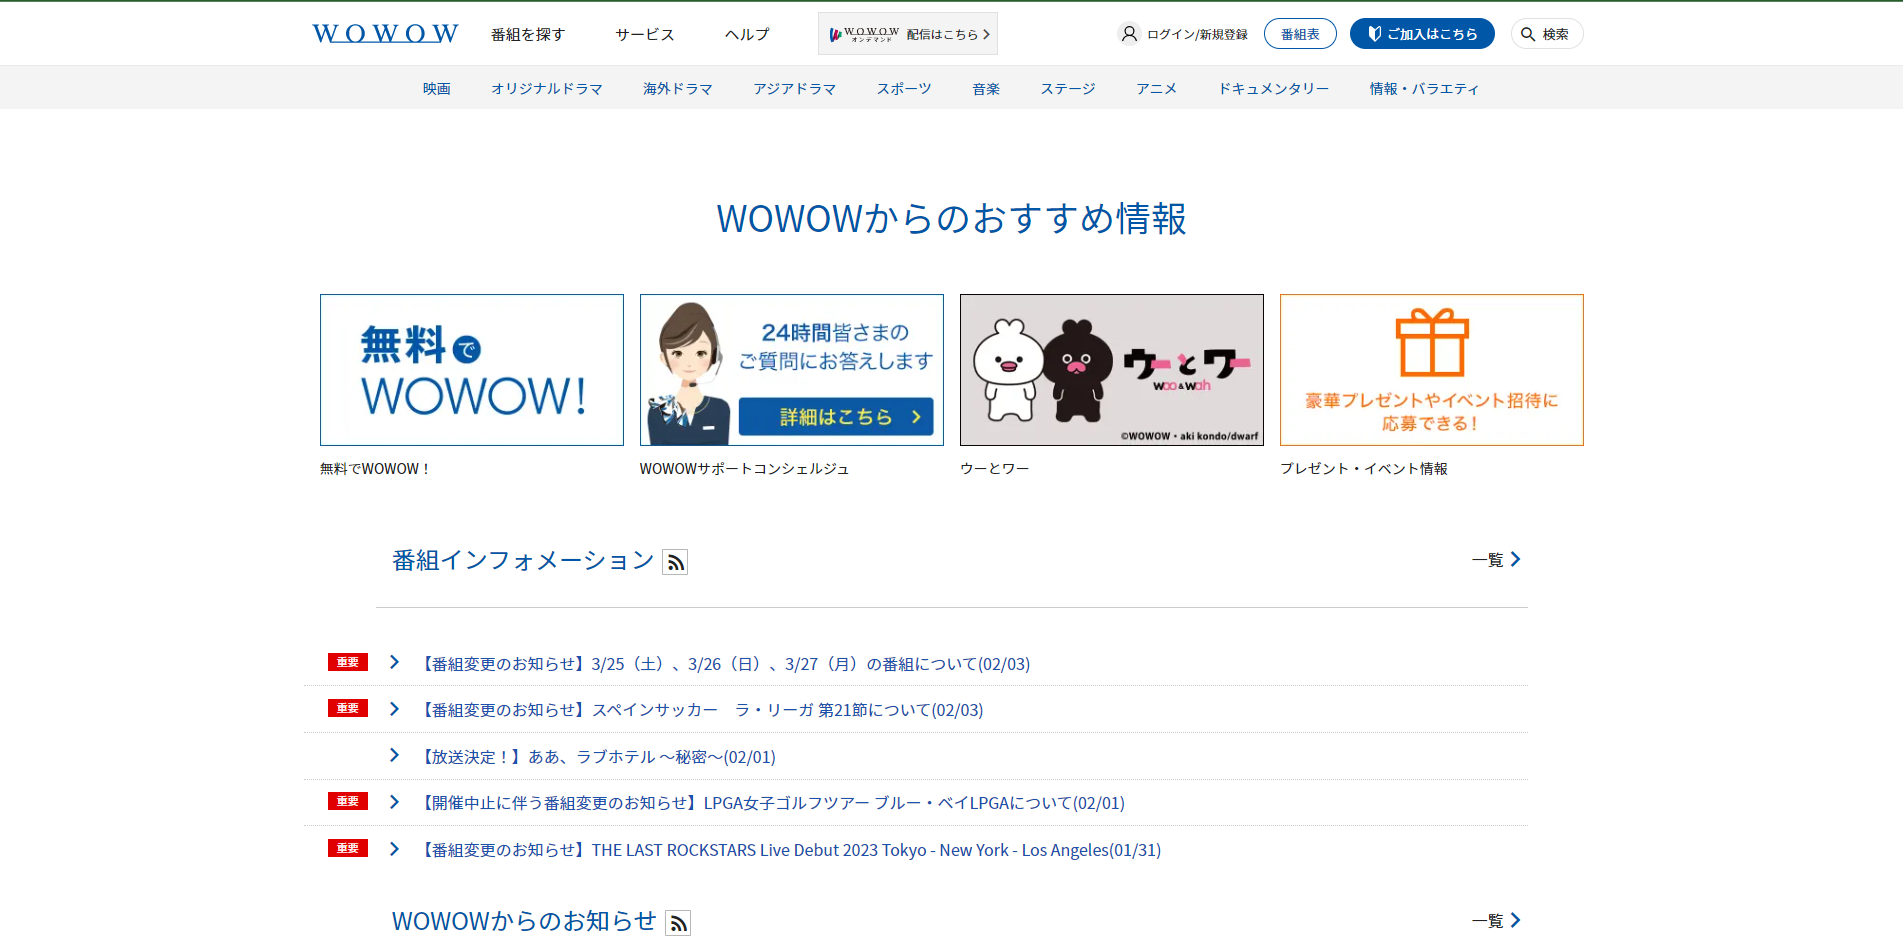 WOWOW 番組を探す サービス ヘルプ WOWOW オンデマンド 配信はこちら ログイン/新規登録 番組表 ご加入はこちら 検索
映画 オリジナルドラマ 海外ドラマ アジアドラマ スポーツ 音楽 ステージ アニメ ドキュメンタリー 情報・バラエティ
WOWOWからのおすすめ情報
無料で
WOWOW!
24時間皆さまの
ご質問にお答えします
詳細はこちら
ウーとワー
woo & wah
©WOWOW・aki kondo/dwarf
豪華プレゼントやイベント招待に
応募できる!
無料でWOWOW！
WOWOWサポートコンシェルジュ
ウーとワー
プレゼント・イベント情報
番組インフォメーション 一覧
重要 【番組変更のお知らせ】3/25（土）、3/26（日）、3/27（月）の番組について(02/03)
重要 【番組変更のお知らせ】スペインサッカー　ラ・リーガ 第21節について(02/03)
【放送決定！】ああ、ラブホテル ～秘密～(02/01)
重要 【開催中止に伴う番組変更のお知らせ】LPGA女子ゴルフツアー ブルー・ベイLPGAについて(02/01)
重要 【番組変更のお知らせ】THE LAST ROCKSTARS Live Debut 2023 Tokyo - New York - Los Angeles(01/31)
WOWOWからのお知らせ 一覧